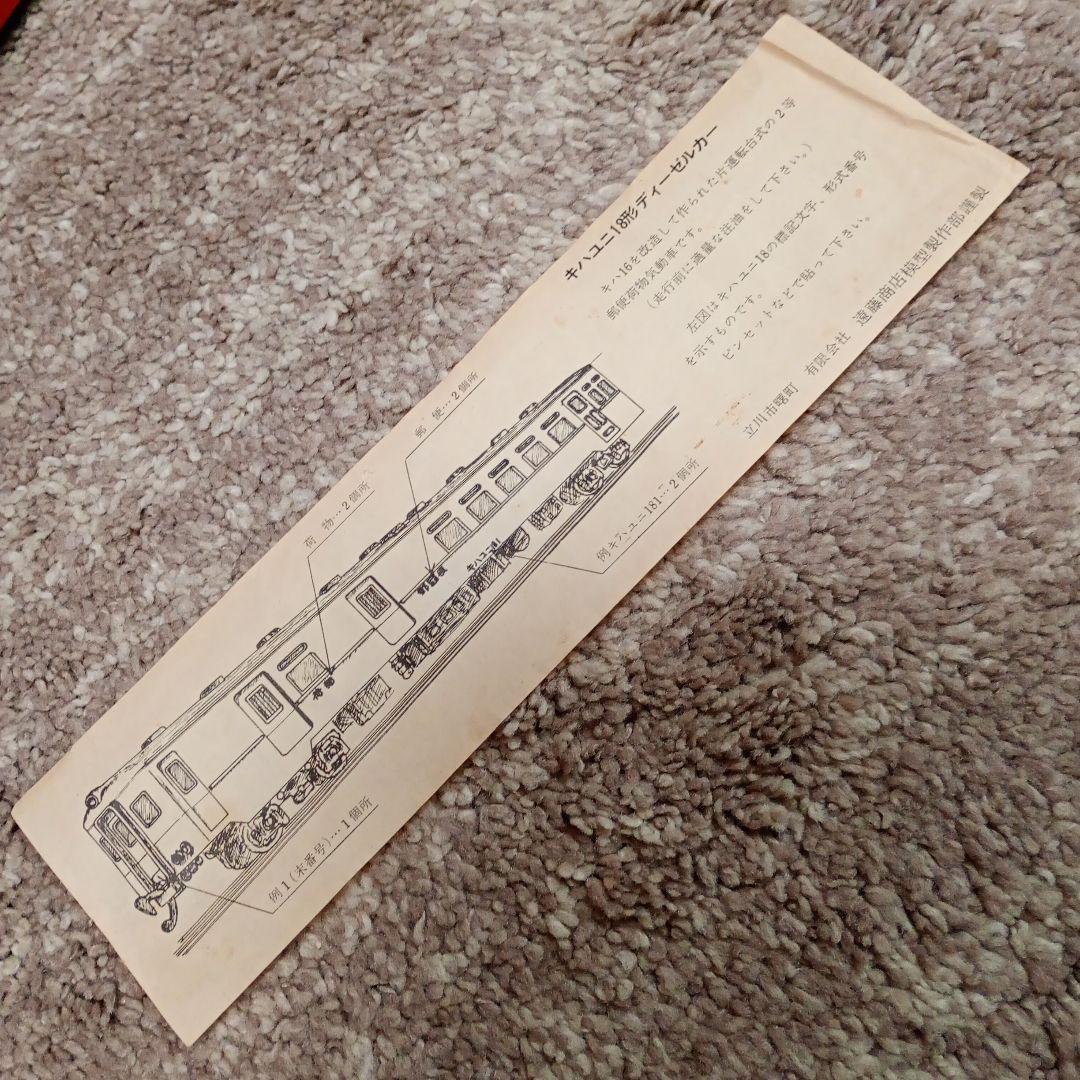 キハユニ18形ディーゼルカー
キハ16を改造して作られた片運転台式の2等
郵便荷物気動車です。
(走行前に適量な注油をして下さい。)
左図はキハユニ18の標記文字、形式番号
を示すものです。
ピンセットなどで貼って下さい。
立川市曙町 有限会社 遠藤商店模型製作部謹製
郵 便…2個所
荷 物…2個所
例キハユニ181…2個所
例1(末番号)…1個所